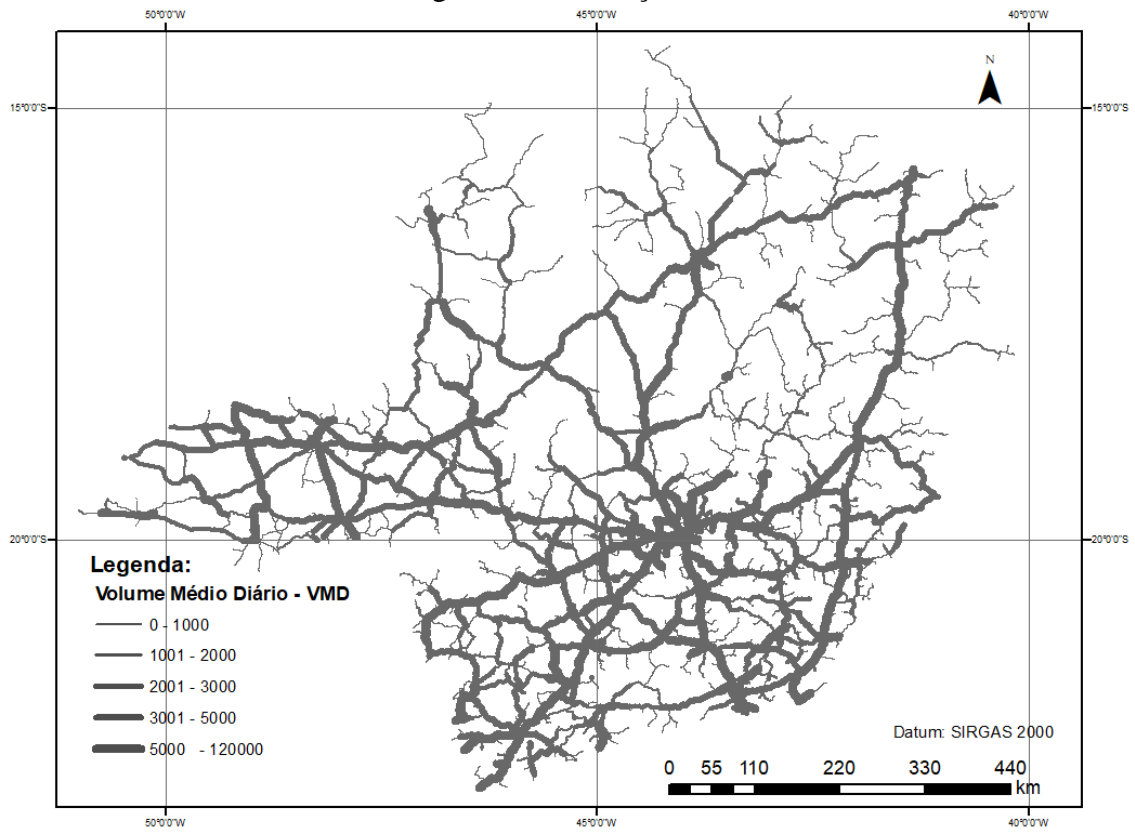 50°0'0"W 45°0'0"W 40°0'0"W
N
15°0'0"S 15°0'0"S
20°0'0"S 20°0'0"S
Legenda:
Volume Médio Diário - VMD
0 - 1000
1001 - 2000
2001 - 3000
3001 - 5000
5000 - 120000
Datum: SIRGAS 2000
0 55 110 220 330 440
km
50°0'0"W 45°0'0"W 40°0'0"W